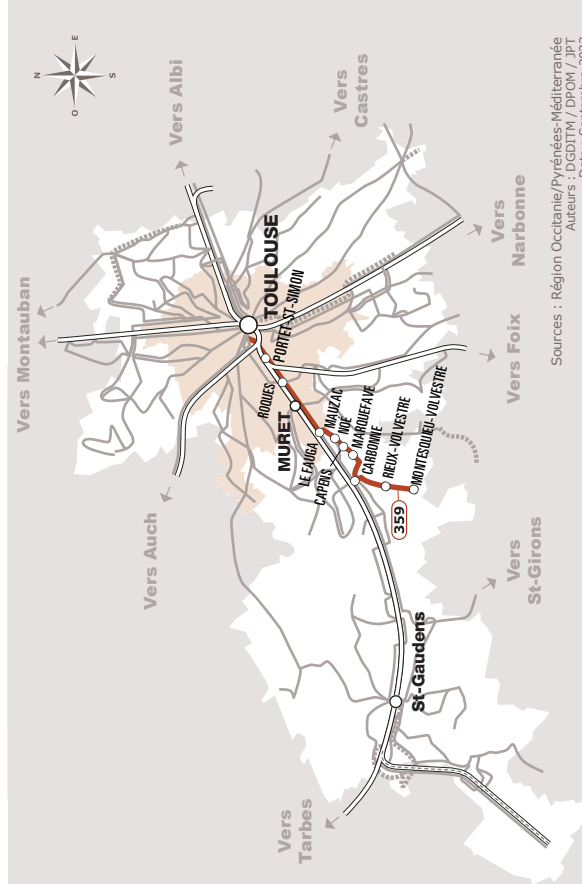 N
E
S
O
Vers Albi
Vers
Castres
Vers Montauban
TOULOUSE
PORTET-ST-SIMON
Vers
Narbonne
ROQUES
MURET
Vers Foix
LE FAUGA
MAUZAC
NOÉ
CAPENS
MARQUEFAVE
CARBONNE
RIEUX-VOLVESTRE
MONTESQUIEU-VOLVESTRE
359
Vers Auch
Vers
St-Girons
St-Gaudens
Vers
Tarbes
Sources : Région Occitanie/Pyrénées-Méditerranée
Auteurs : DGDITM / DPOM / JPT